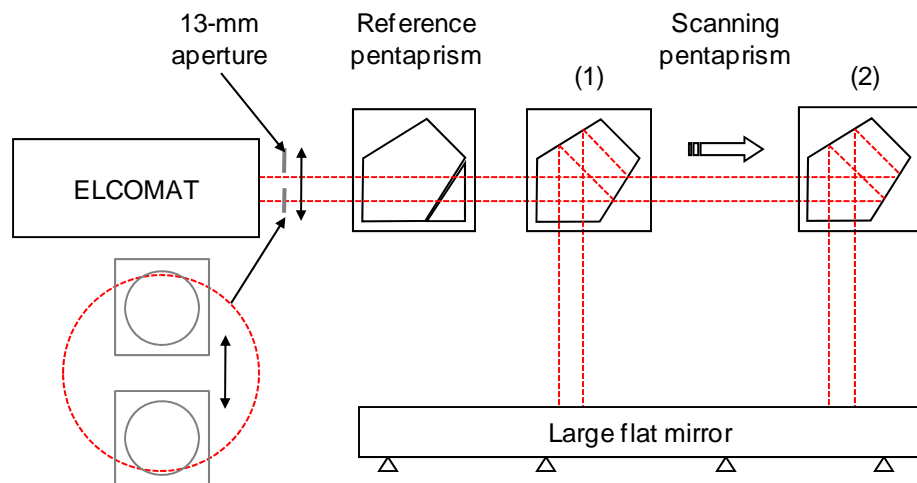 13-mm
aperture
Reference
pentaprism
Scanning
pentaprism
(1)
(2)
ELCOMAT
Large flat mirror